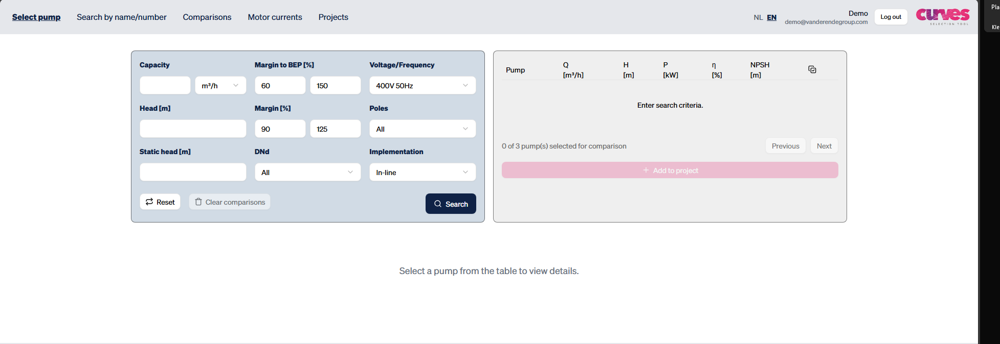 Select pump
Search by name/number
Comparisons
Motor currents
Projects
NL EN
Demo
demo@vanderendegroup.com
Log out
curves
SELECTION TOOL
Pla
Kle
Capacity
m³/h
Margin to BEP [%]
60
150
Voltage/Frequency
400V 50Hz
Head [m]
Margin [%]
90
125
Poles
All
Static head [m]
DNd
All
Implementation
In-line
Reset
Clear comparisons
Search
Pump
Q
[m³/h]
H
[m]
P
[kW]
η
[%]
NPSH
[m]
Enter search criteria.
0 of 3 pump(s) selected for comparison
Previous
Next
+ Add to project
Select a pump from the table to view details.